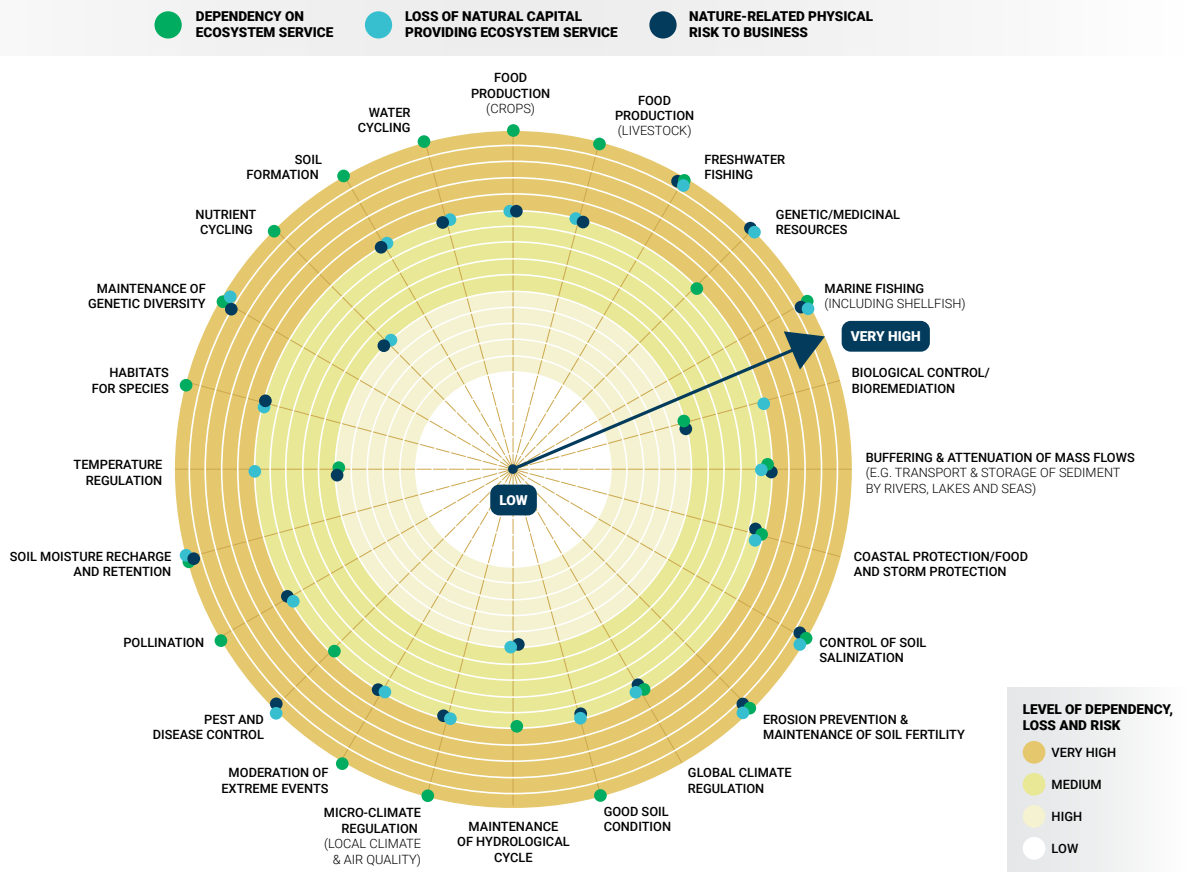 DEPENDENCY ON
ECOSYSTEM SERVICE
LOSS OF NATURAL CAPITAL
PROVIDING ECOSYSTEM SERVICE
NATURE-RELATED PHYSICAL
RISK TO BUSINESS
FOOD
PRODUCTION
(CROPS)
FOOD
PRODUCTION
(LIVESTOCK)
FRESHWATER
FISHING
GENETIC/MEDICINAL
RESOURCES
MARINE FISHING
(INCLUDING SHELLFISH)
VERY HIGH
BIOLOGICAL CONTROL/
BIOREMEDIATION
BUFFERING & ATTENUATION OF MASS FLOWS
(E.G. TRANSPORT & STORAGE OF SEDIMENT
BY RIVERS, LAKES AND SEAS)
COASTAL PROTECTION/FOOD
AND STORM PROTECTION
CONTROL OF SOIL
SALINIZATION
EROSION PREVENTION &
MAINTENANCE OF SOIL FERTILITY
GLOBAL CLIMATE
REGULATION
GOOD SOIL
CONDITION
MAINTENANCE
OF HYDROLOGICAL
CYCLE
MICRO-CLIMATE
REGULATION
(LOCAL CLIMATE
& AIR QUALITY)
MODERATION OF
EXTREME EVENTS
PEST AND
DISEASE CONTROL
POLLINATION
SOIL MOISTURE RECHARGE
AND RETENTION
TEMPERATURE
REGULATION
HABITATS
FOR SPECIES
MAINTENANCE OF
GENETIC DIVERSITY
NUTRIENT
CYCLING
SOIL
FORMATION
WATER
CYCLING
LOW
LEVEL OF DEPENDENCY,
LOSS AND RISK
VERY HIGH
MEDIUM
HIGH
LOW